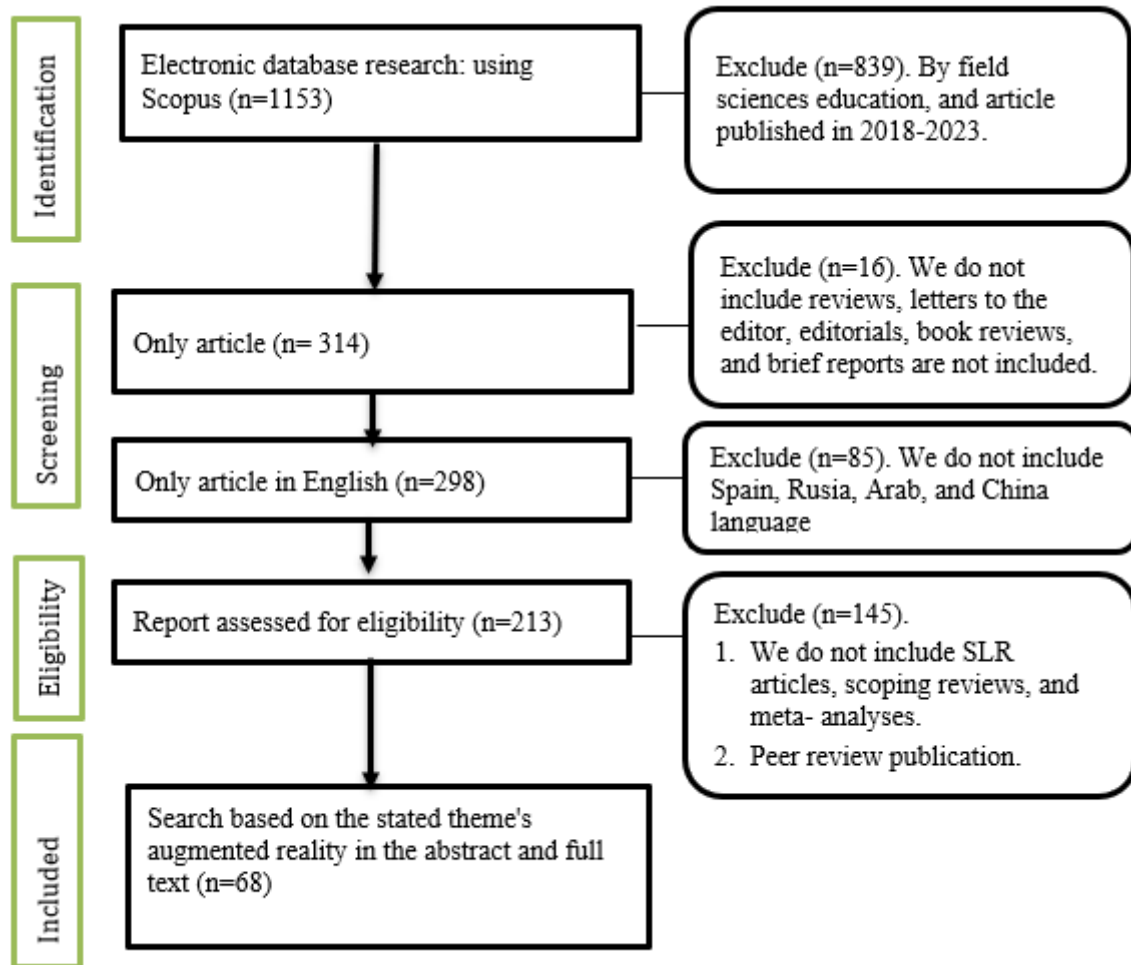 Identification
Electronic database research: using
Scopus (n=1153)
Exclude (n=839). By field
sciences education, and article
published in 2018-2023.
Screening
Only article (n= 314)
Exclude (n=16). We do not
include reviews, letters to the
editor, editorials, book reviews,
and brief reports are not included.
Only article in English (n=298)
Exclude (n=85). We do not include
Spain, Rusia, Arab, and China
language
Eligibility
Report assessed for eligibility (n=213)
Exclude (n=145).
1. We do not include SLR
articles, scoping reviews, and
meta- analyses.
2. Peer review publication.
Included
Search based on the stated theme's
augmented reality in the abstract and full
text (n=68)